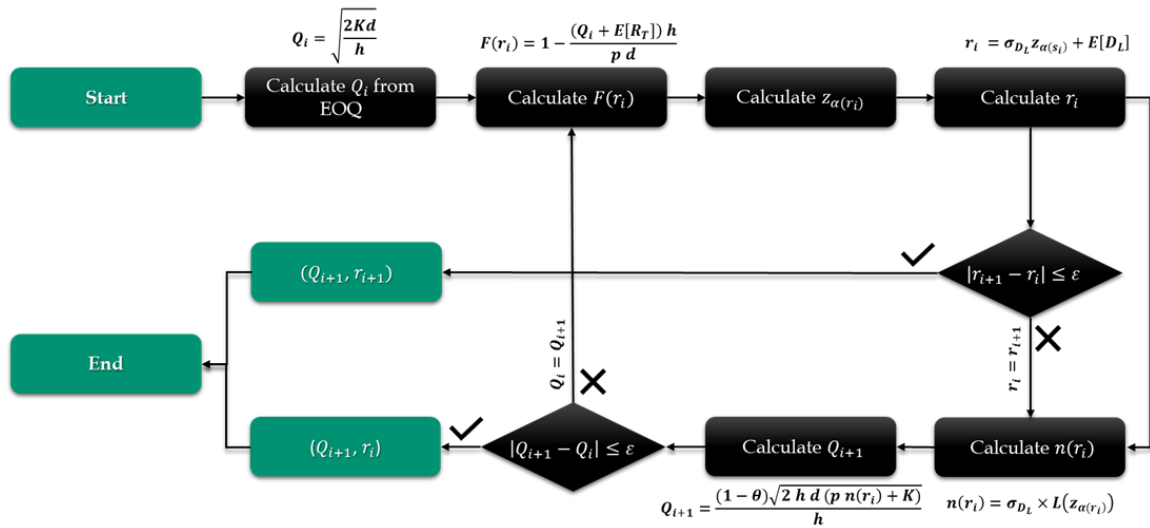 Q_i = √(2Kd / h)
F(r_i) = 1 − (Q_i + E[R_T]) h / (p d)
r_i = σ_{D_L} z_{α(s_i)} + E[D_L]
Start
Calculate Q_i from
EOQ
Calculate F(r_i)
Calculate z_{α(r_i)}
Calculate r_i
(Q_{i+1}, r_{i+1})
|r_{i+1} − r_i| ≤ ε
End
Q_i = Q_{i+1}
r_i = r_{i+1}
(Q_{i+1}, r_i)
|Q_{i+1} − Q_i| ≤ ε
Calculate Q_{i+1}
Calculate n(r_i)
Q_{i+1} = (1 − θ)√(2 h d (p n(r_i) + K)) / h
n(r_i) = σ_{D_L} × L(z_{α(r_i)})